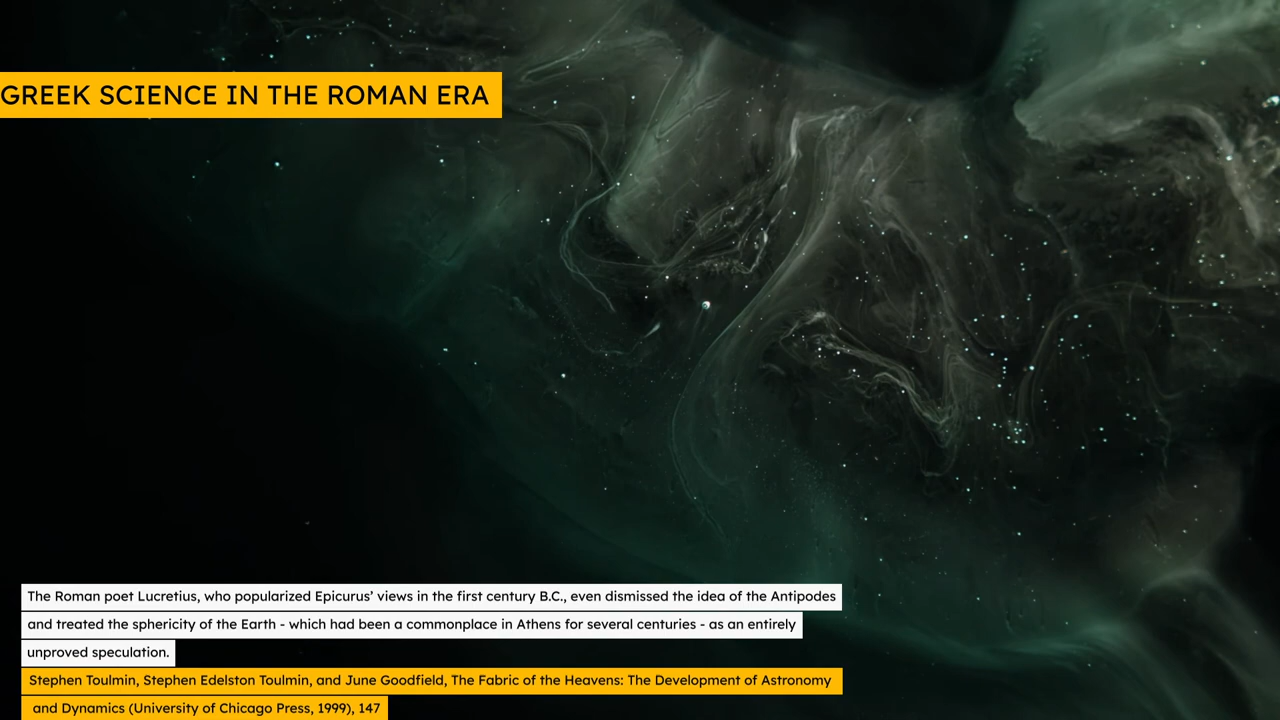 GREEK SCIENCE IN THE ROMAN ERA
The Roman poet Lucretius, who popularized Epicurus’ views in the first century B.C., even dismissed the idea of the Antipodes
and treated the sphericity of the Earth - which had been a commonplace in Athens for several centuries - as an entirely
unproved speculation.
Stephen Toulmin, Stephen Edelston Toulmin, and June Goodfield, The Fabric of the Heavens: The Development of Astronomy
and Dynamics (University of Chicago Press, 1999), 147